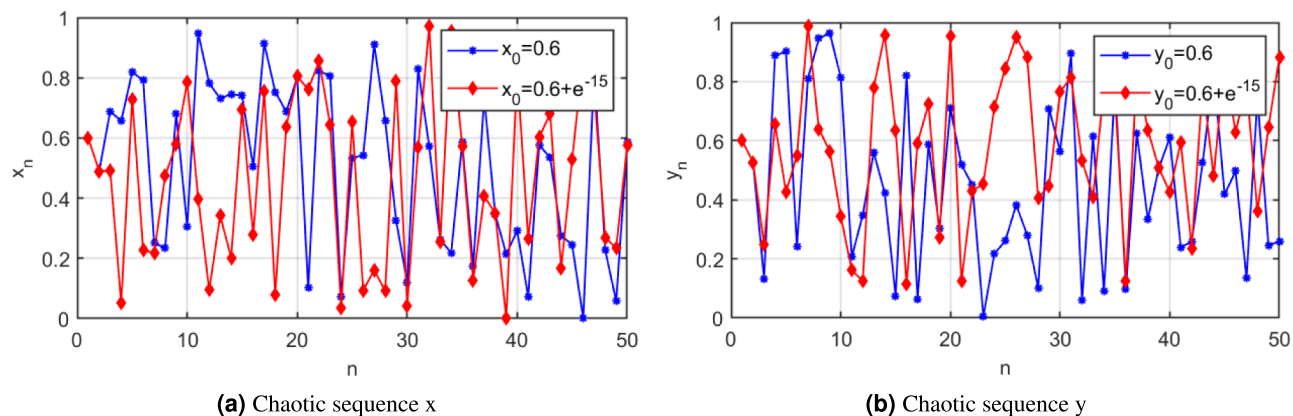 1
0.8
0.6
0.4
0.2
0
x_n
0 10 20 30 40 50
n
x_0=0.6
x_0=0.6+e^-15
(a) Chaotic sequence x
1
0.8
0.6
0.4
0.2
0
y_n
0 10 20 30 40 50
n
y_0=0.6
y_0=0.6+e^-15
(b) Chaotic sequence y